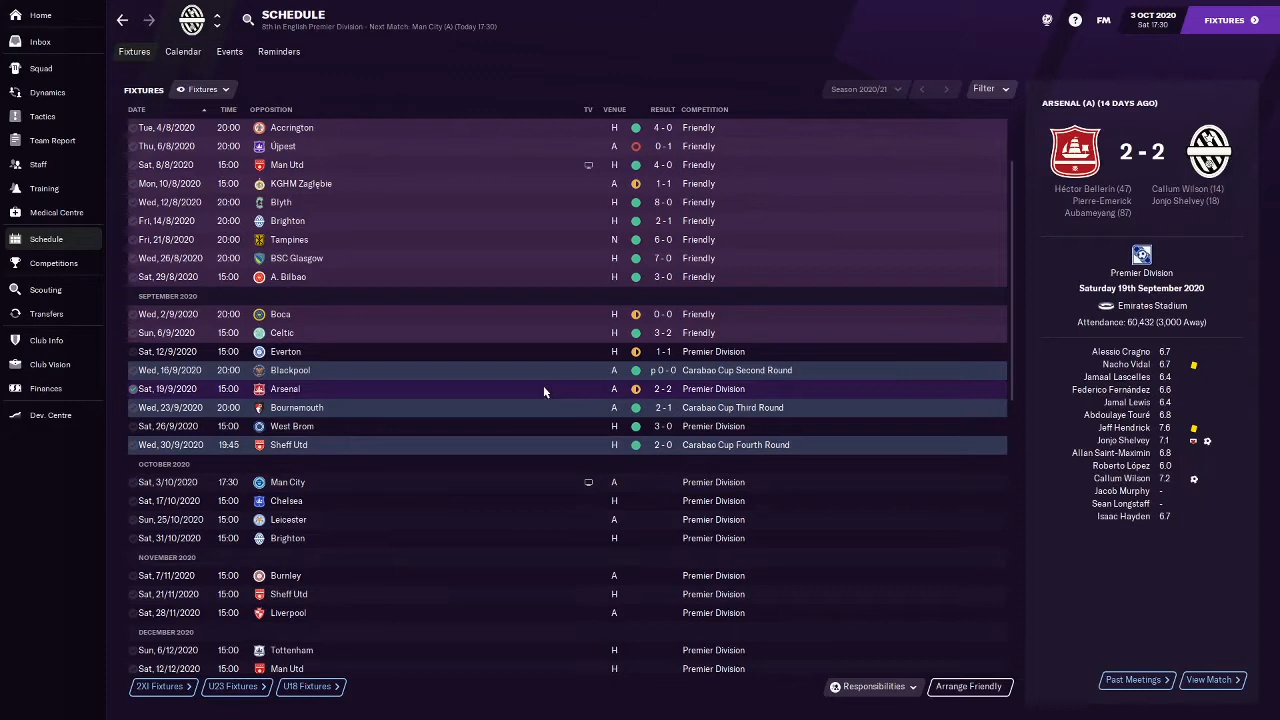 Home
Inbox
Squad
Dynamics
Tactics
Team Report
Staff
Training
Medical Centre
Schedule
Competitions
Scouting
Transfers
Club Info
Club Vision
Finances
Dev. Centre
SCHEDULE
8th in English Premier Division - Next Match: Man City (A) (Today 17:30)
FM
3 OCT 2020
Sat 17:30
FIXTURES
Fixtures Calendar Events Reminders
FIXTURES Fixtures Season 2020/21 Filter
DATE TIME OPPOSITION TV VENUE RESULT COMPETITION
Tue, 4/8/2020 20:00 Accrington H 4 - 0 Friendly
Thu, 6/8/2020 20:00 Újpest A 0 - 1 Friendly
Sat, 8/8/2020 15:00 Man Utd H 4 - 0 Friendly
Mon, 10/8/2020 15:00 KGHM Zagłębie A 1 - 1 Friendly
Wed, 12/8/2020 20:00 Blyth H 8 - 0 Friendly
Fri, 14/8/2020 20:00 Brighton H 2 - 1 Friendly
Fri, 21/8/2020 20:00 Tampines N 6 - 0 Friendly
Wed, 26/8/2020 20:00 BSC Glasgow H 7 - 0 Friendly
Sat, 29/8/2020 15:00 A. Bilbao H 3 - 0 Friendly
SEPTEMBER 2020
Wed, 2/9/2020 20:00 Boca H 0 - 0 Friendly
Sun, 6/9/2020 15:00 Celtic H 3 - 2 Friendly
Sat, 12/9/2020 15:00 Everton H 1 - 1 Premier Division
Wed, 16/9/2020 20:00 Blackpool A p 0 - 0 Carabao Cup Second Round
Sat, 19/9/2020 15:00 Arsenal A 2 - 2 Premier Division
Wed, 23/9/2020 20:00 Bournemouth A 2 - 1 Carabao Cup Third Round
Sat, 26/9/2020 15:00 West Brom H 3 - 0 Premier Division
Wed, 30/9/2020 19:45 Sheff Utd H 2 - 0 Carabao Cup Fourth Round
OCTOBER 2020
Sat, 3/10/2020 17:30 Man City A Premier Division
Sat, 17/10/2020 15:00 Chelsea H Premier Division
Sun, 25/10/2020 15:00 Leicester A Premier Division
Sat, 31/10/2020 15:00 Brighton H Premier Division
NOVEMBER 2020
Sat, 7/11/2020 15:00 Burnley A Premier Division
Sat, 21/11/2020 15:00 Sheff Utd H Premier Division
Sat, 28/11/2020 15:00 Liverpool A Premier Division
DECEMBER 2020
Sun, 6/12/2020 15:00 Tottenham H Premier Division
Sat, 12/12/2020 15:00 Man Utd H Premier Division
2XI Fixtures U23 Fixtures U18 Fixtures Responsibilities Arrange Friendly
ARSENAL (A) (14 DAYS AGO)
2 - 2
Héctor Bellerín (47) Callum Wilson (14)
Pierre-Emerick Jonjo Shelvey (18)
Aubameyang (87)
Premier Division
Saturday 19th September 2020
Emirates Stadium
Attendance: 60,432 (3,000 Away)
Alessio Cragno 6.7
Nacho Vidal 6.7
Jamaal Lascelles 6.4
Federico Fernández 6.6
Jamal Lewis 6.4
Abdoulaye Touré 6.8
Jeff Hendrick 7.6
Jonjo Shelvey 7.1
Allan Saint-Maximin 6.8
Roberto López 6.0
Callum Wilson 7.2
Jacob Murphy -
Sean Longstaff -
Isaac Hayden 6.7
Past Meetings View Match